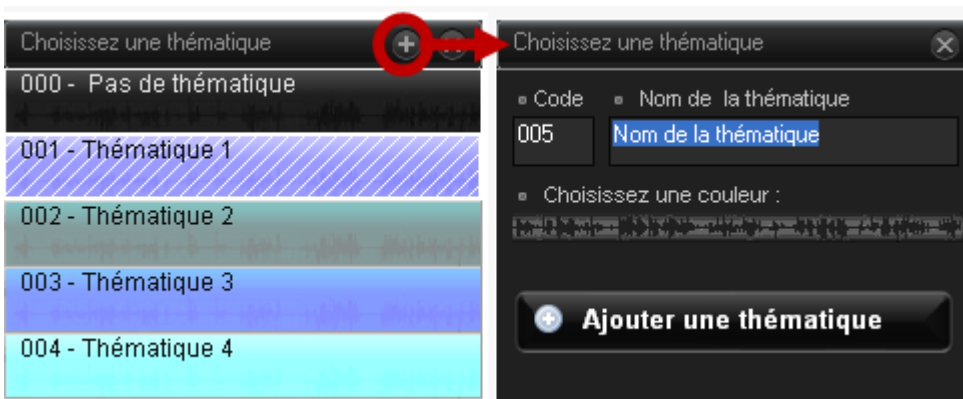 Choisissez une thématique
000 - Pas de thématique
001 - Thématique 1
002 - Thématique 2
003 - Thématique 3
004 - Thématique 4
Choisissez une thématique
Code Nom de la thématique
005 Nom de la thématique
Choisissez une couleur :
Ajouter une thématique